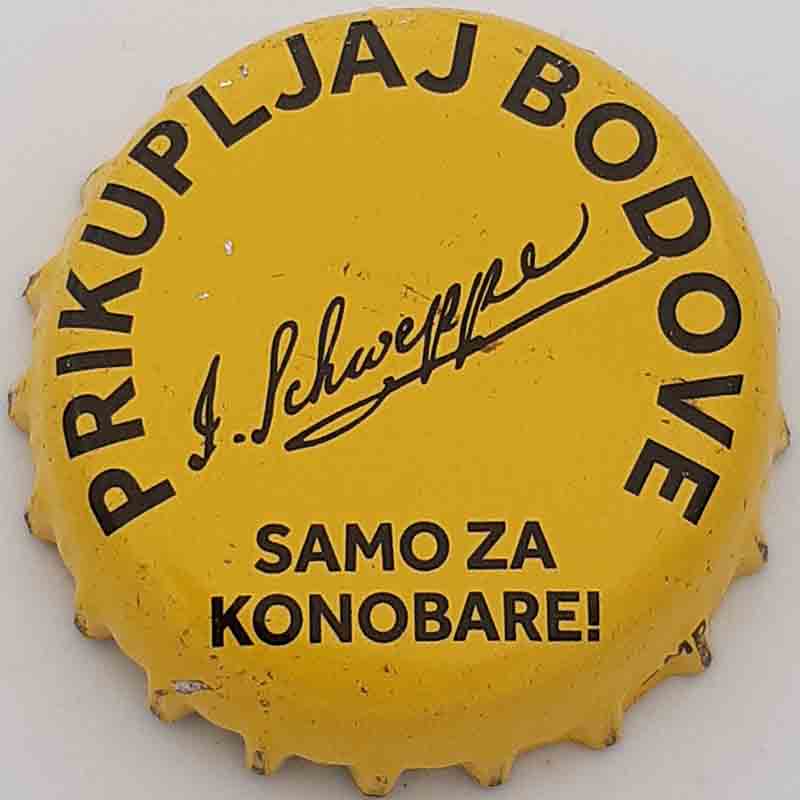 PRIKUPLJAJ BODOVE
J. Schweppe
SAMO ZA
KONOBARE!